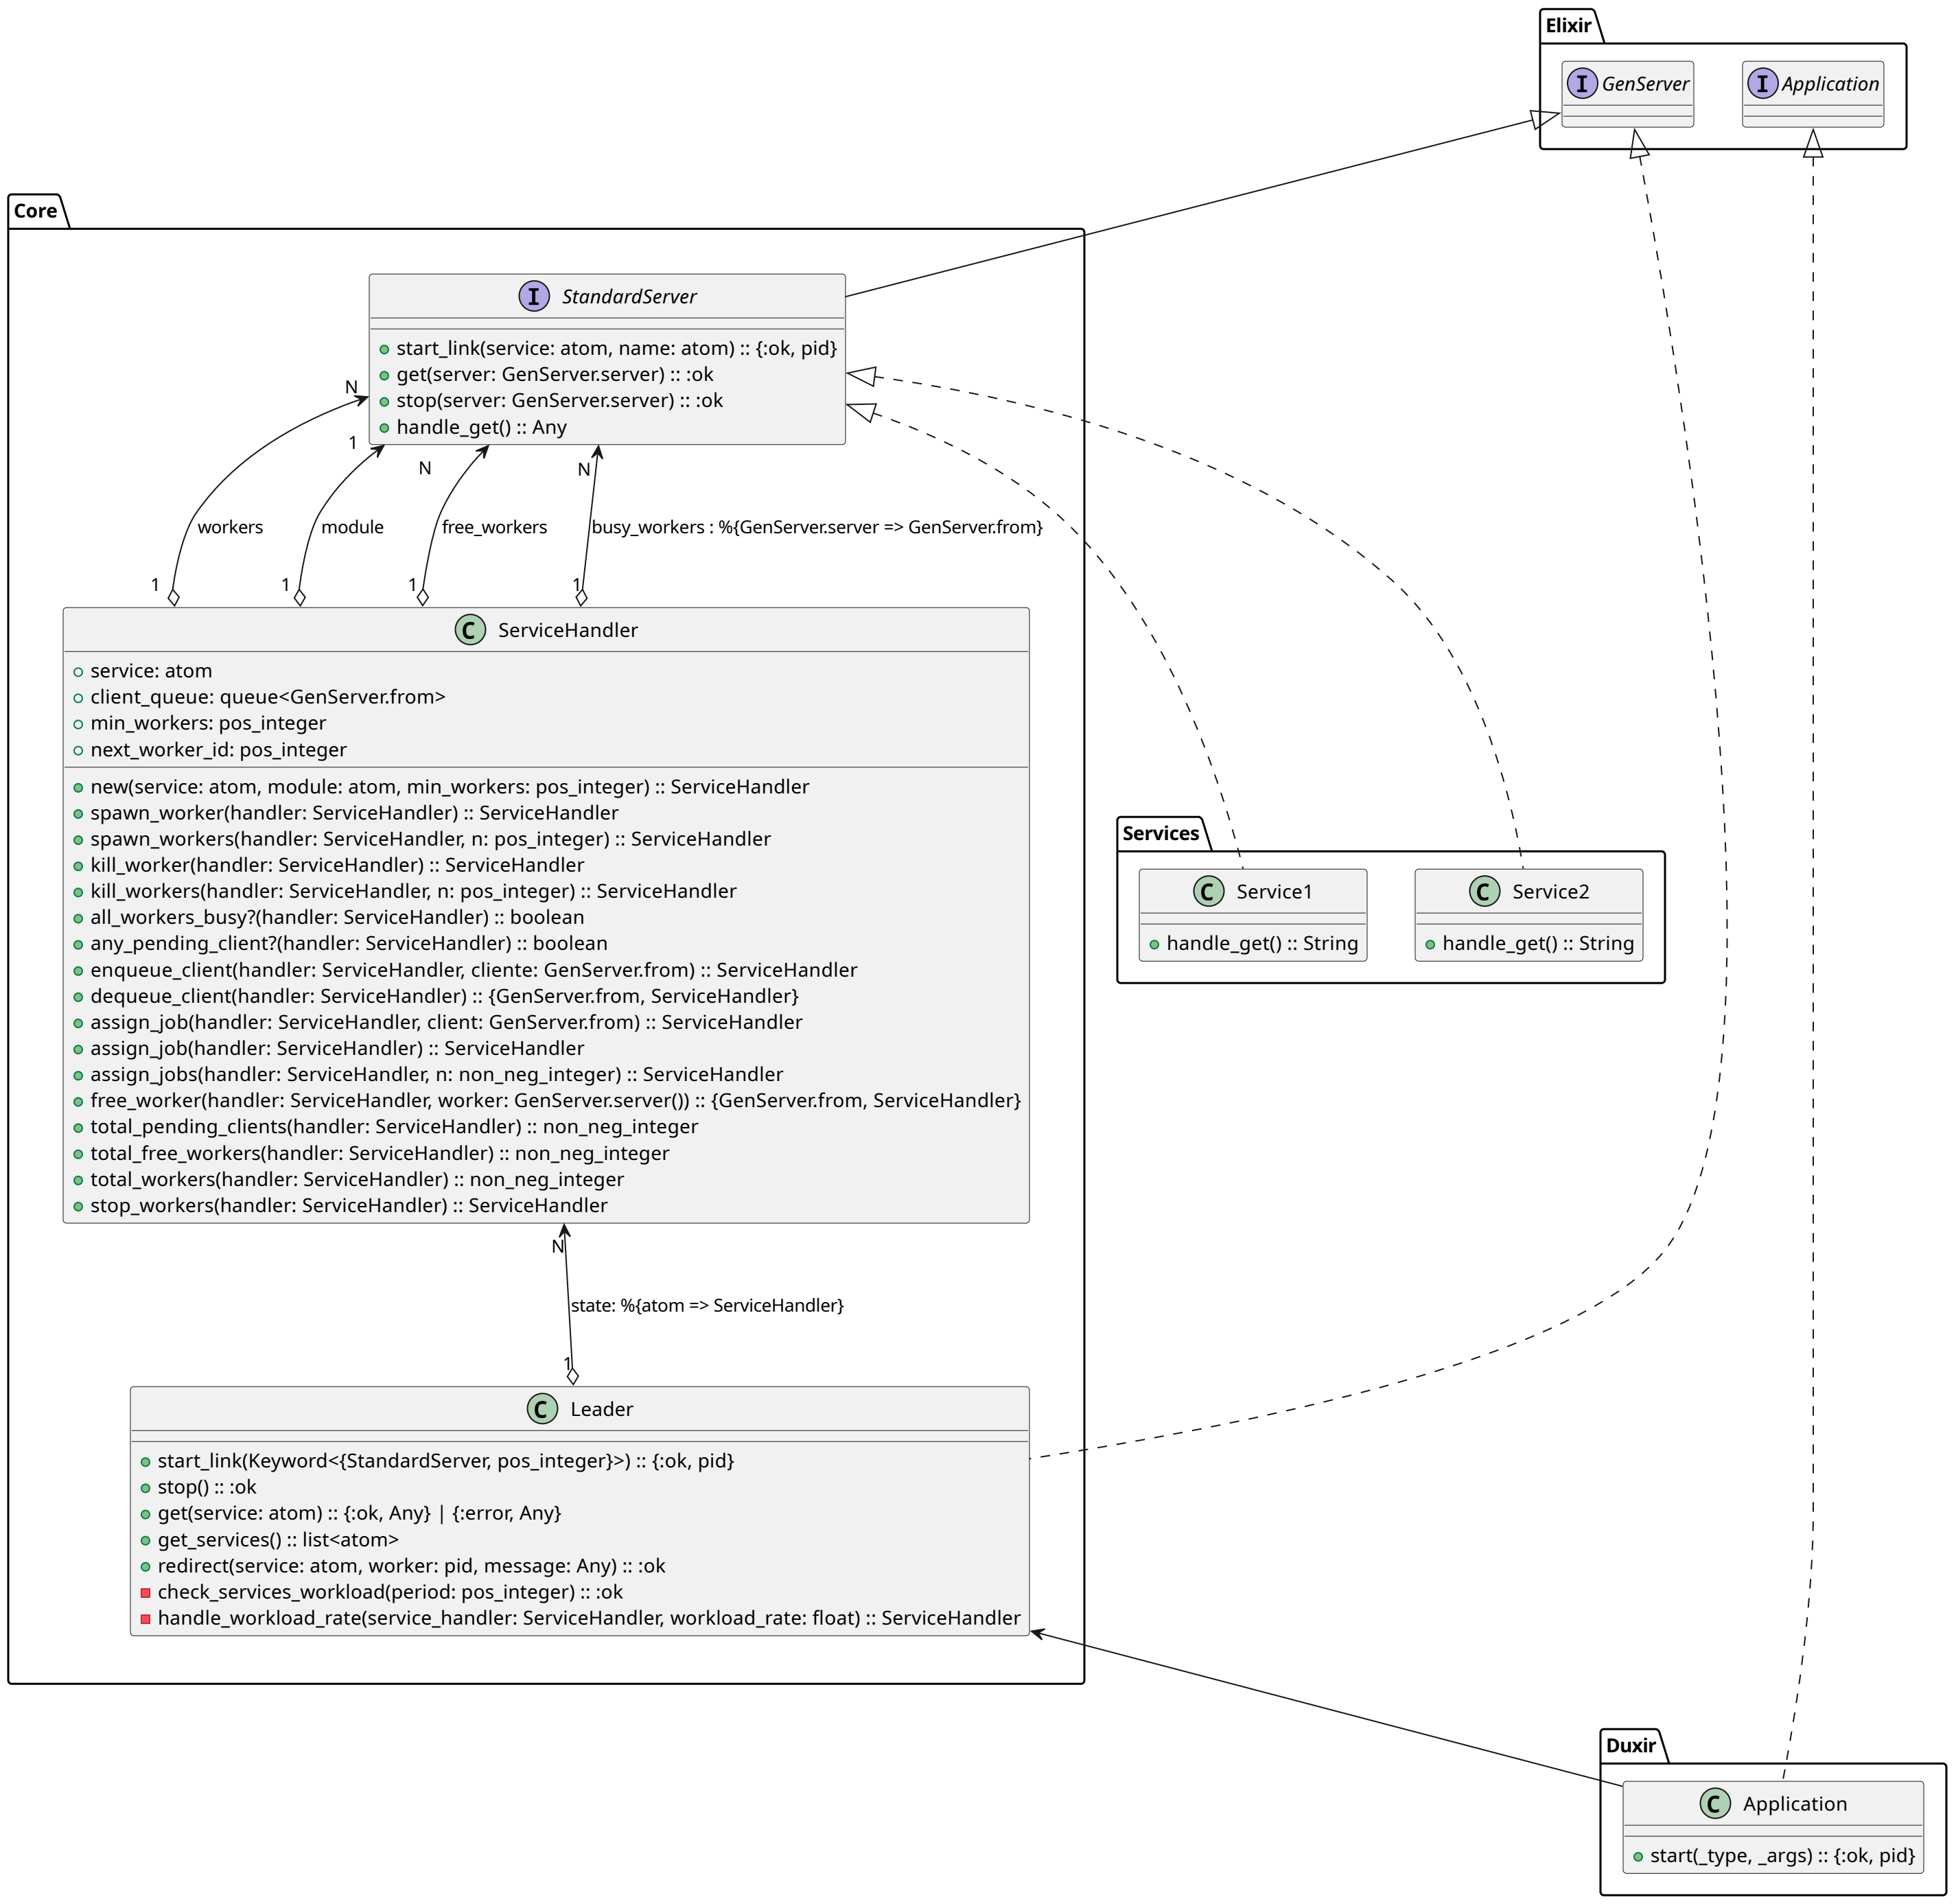 Elixir
I GenServer
I Application
Core
I StandardServer
start_link(service: atom, name: atom) :: {:ok, pid}
get(server: GenServer.server) :: :ok
stop(server: GenServer.server) :: :ok
handle_get() :: Any
N
1
N
N
workers
module
free_workers
busy_workers : %{GenServer.server => GenServer.from}
1
1
1
1
C ServiceHandler
service: atom
client_queue: queue<GenServer.from>
min_workers: pos_integer
next_worker_id: pos_integer
new(service: atom, module: atom, min_workers: pos_integer) :: ServiceHandler
spawn_worker(handler: ServiceHandler) :: ServiceHandler
spawn_workers(handler: ServiceHandler, n: pos_integer) :: ServiceHandler
kill_worker(handler: ServiceHandler) :: ServiceHandler
kill_workers(handler: ServiceHandler, n: pos_integer) :: ServiceHandler
all_workers_busy?(handler: ServiceHandler) :: boolean
any_pending_client?(handler: ServiceHandler) :: boolean
enqueue_client(handler: ServiceHandler, cliente: GenServer.from) :: ServiceHandler
dequeue_client(handler: ServiceHandler) :: {GenServer.from, ServiceHandler}
assign_job(handler: ServiceHandler, client: GenServer.from) :: ServiceHandler
assign_job(handler: ServiceHandler) :: ServiceHandler
assign_jobs(handler: ServiceHandler, n: non_neg_integer) :: ServiceHandler
free_worker(handler: ServiceHandler, worker: GenServer.server()) :: {GenServer.from, ServiceHandler}
total_pending_clients(handler: ServiceHandler) :: non_neg_integer
total_free_workers(handler: ServiceHandler) :: non_neg_integer
total_workers(handler: ServiceHandler) :: non_neg_integer
stop_workers(handler: ServiceHandler) :: ServiceHandler
Services
C Service1
handle_get() :: String
C Service2
handle_get() :: String
N
state: %{atom => ServiceHandler}
1
C Leader
start_link(Keyword<{StandardServer, pos_integer}>) :: {:ok, pid}
stop() :: :ok
get(service: atom) :: {:ok, Any} | {:error, Any}
get_services() :: list<atom>
redirect(service: atom, worker: pid, message: Any) :: :ok
check_services_workload(period: pos_integer) :: :ok
handle_workload_rate(service_handler: ServiceHandler, workload_rate: float) :: ServiceHandler
Duxir
C Application
start(_type, _args) :: {:ok, pid}